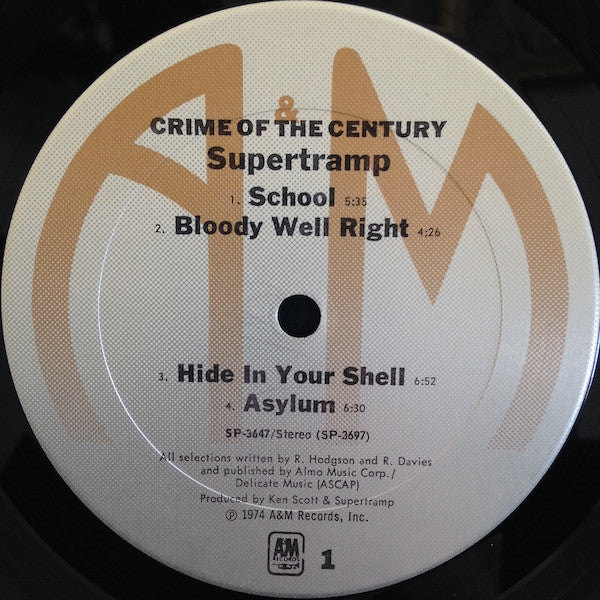 A&M
CRIME OF THE CENTURY
Supertramp
1. School 5:35
2. Bloody Well Right 4:26
3. Hide In Your Shell 6:52
4. Asylum 6:30
SP-3647/Stereo (SP-3697)
All selections written by R. Hodgson and R. Davies
and published by Almo Music Corp./
Delicate Music (ASCAP)
Produced by Ken Scott & Supertramp
℗ 1974 A&M Records, Inc.
A&M
RECORDS
1